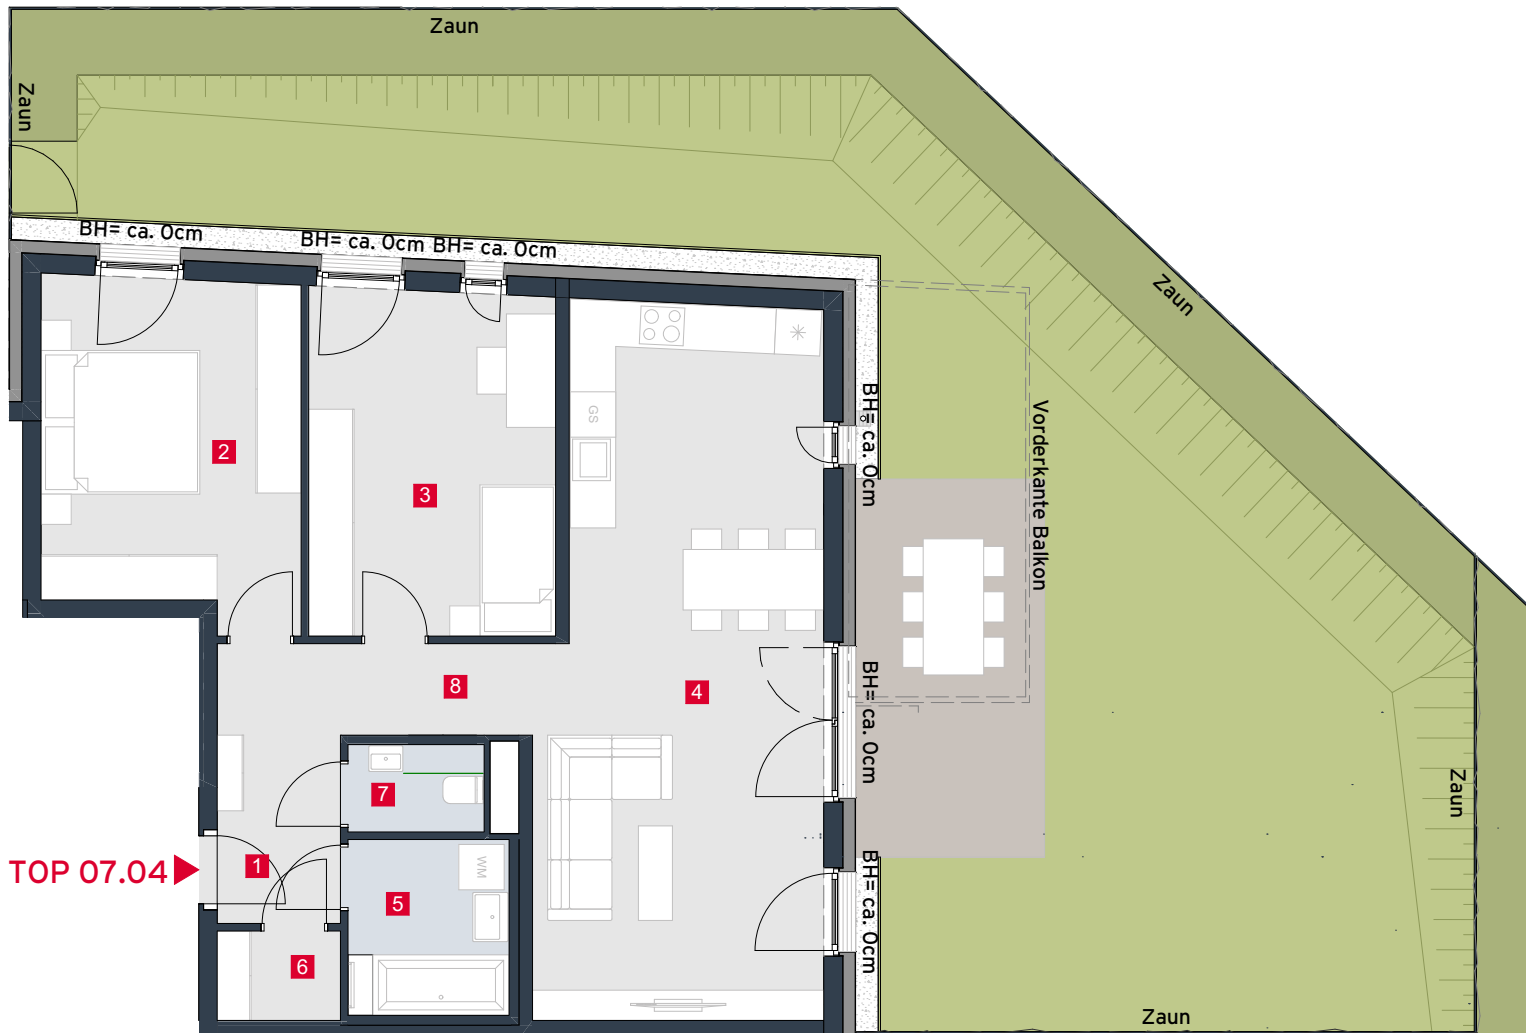 Zaun
Zaun
BH= ca. 0cm
BH= ca. 0cm
BH= ca. 0cm
Zaun
BH= ca. 0cm
Vorderkante Balkon
GS
2
3
8
4
BH= ca. 0cm
7
Zaun
TOP 07.04
1
WM
5
BH= ca. 0cm
6
Zaun